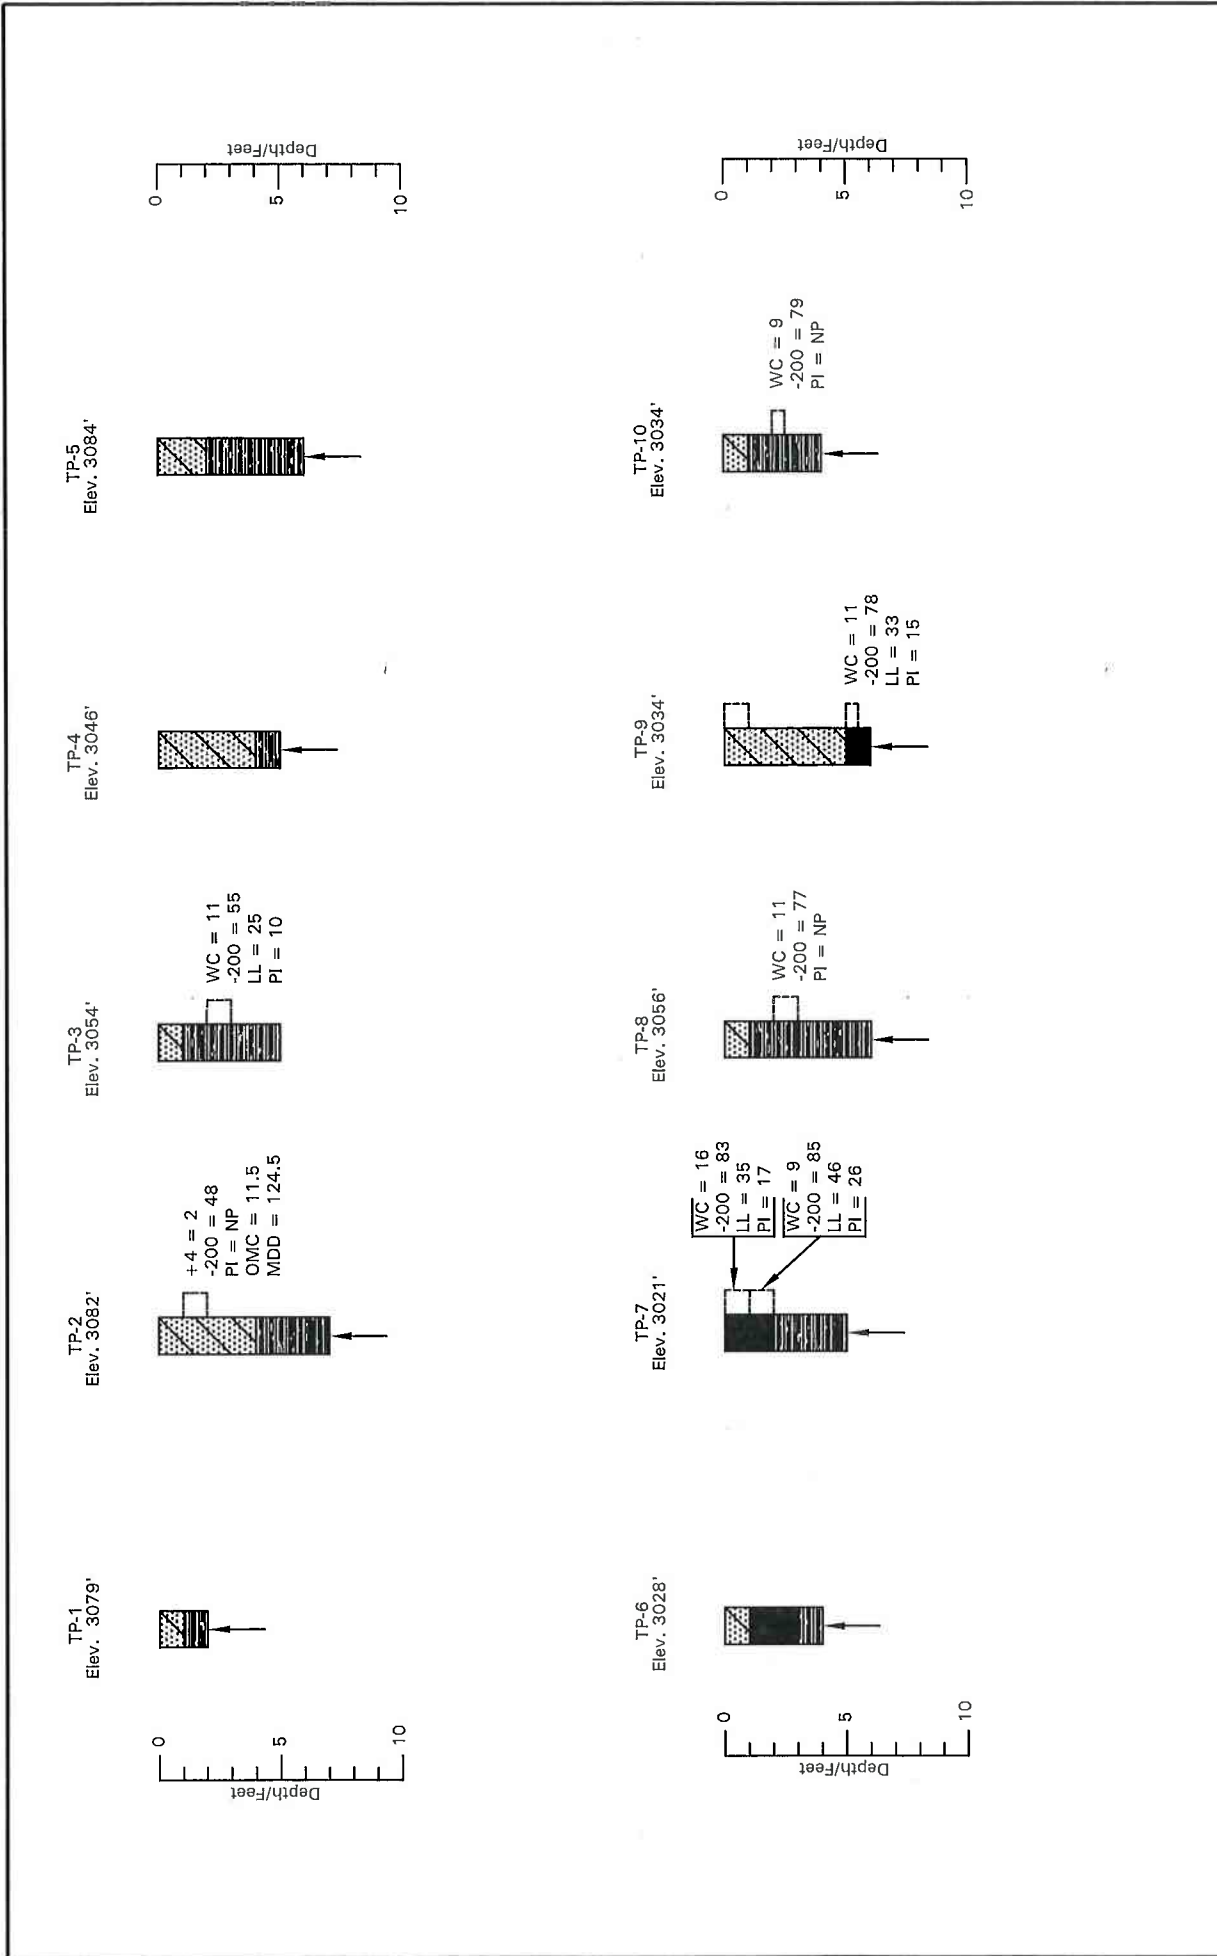 TP-1
Elev. 3079'
TP-2
Elev. 3082'
TP-3
Elev. 3054'
TP-4
Elev. 3046'
TP-5
Elev. 3084'
0
5
10
Depth/Feet
+4 = 2
-200 = 48
PI = NP
OMC = 11.5
MDD = 124.5
WC = 11
-200 = 55
LL = 25
PI = 10
0
5
10
Depth/Feet
TP-6
Elev. 3028'
TP-7
Elev. 3021'
TP-8
Elev. 3056'
TP-9
Elev. 3034'
TP-10
Elev. 3034'
0
5
10
Depth/Feet
WC = 16
-200 = 83
LL = 35
PI = 17
WC = 9
-200 = 85
LL = 46
PI = 26
WC = 11
-200 = 77
PI = NP
WC = 11
-200 = 78
LL = 33
PI = 15
WC = 9
-200 = 79
PI = NP
0
5
10
Depth/Feet